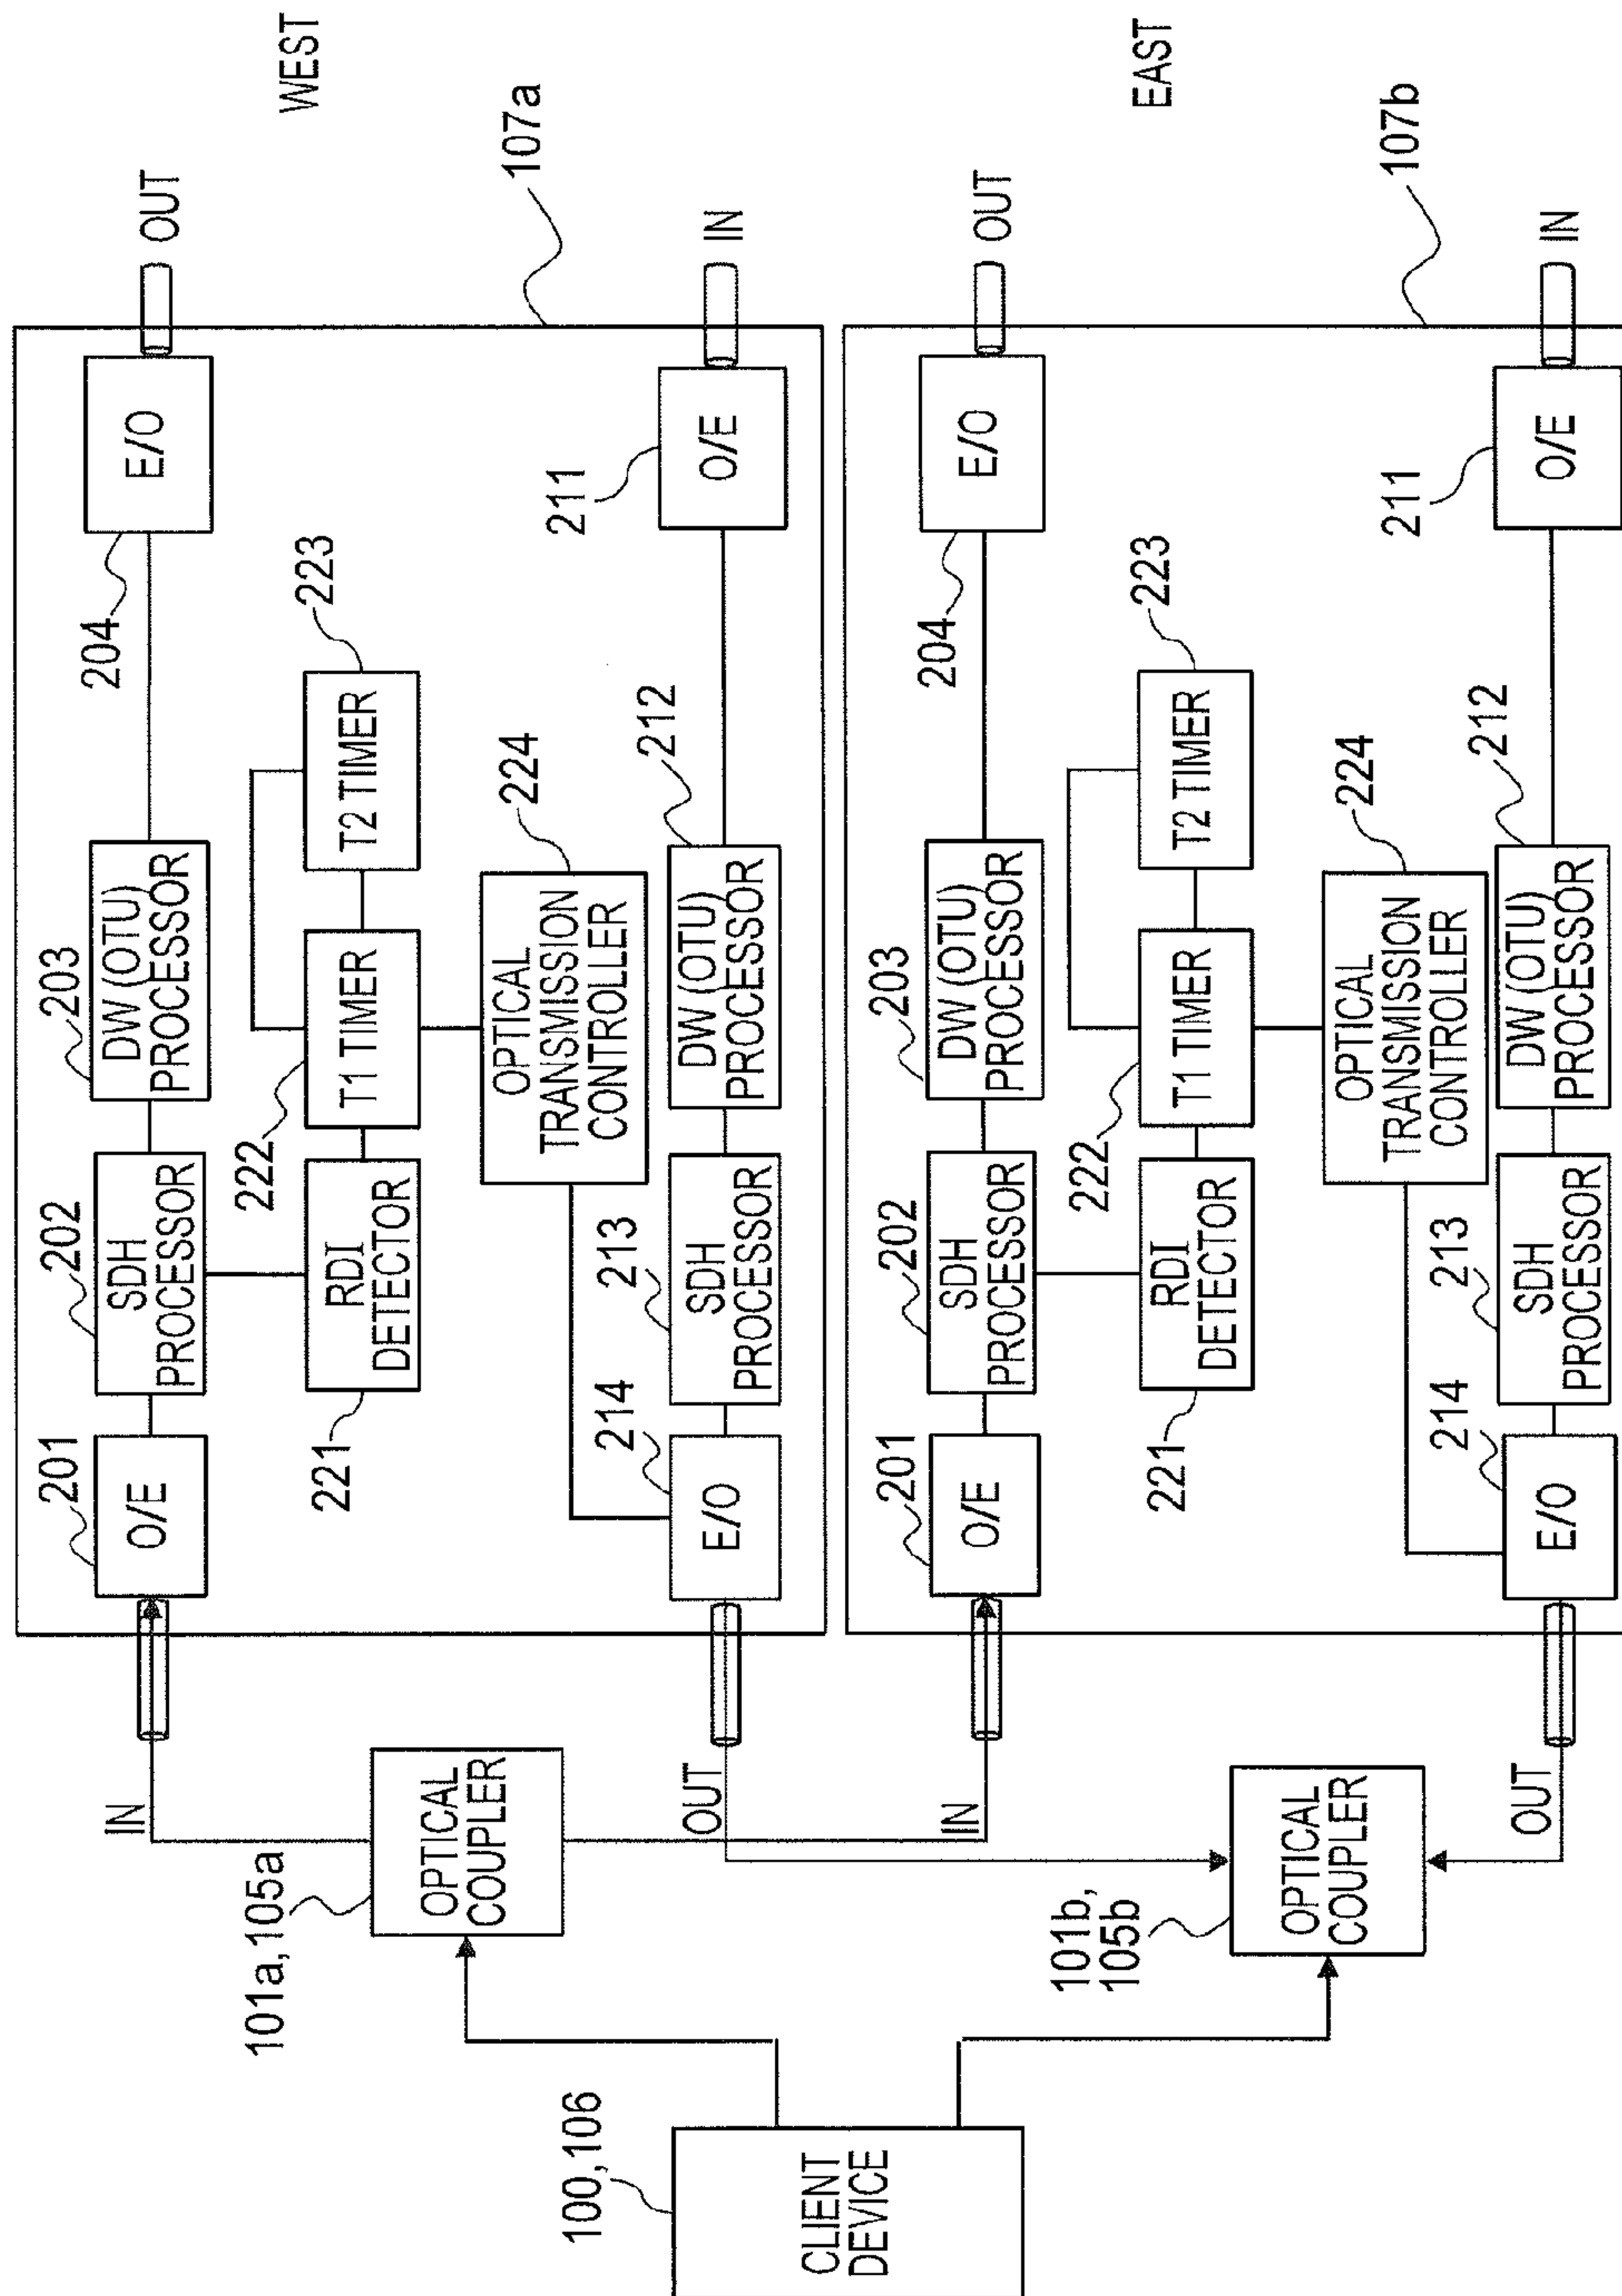 WEST
107a
OUT
E/O
204
DW (OTU)
PROCESSOR
203
SDH
PROCESSOR
202
O/E
201
IN
T2 TIMER
223
T1 TIMER
222
RDI
DETECTOR
221
OPTICAL
TRANSMISSION
CONTROLLER
224
IN
O/E
211
DW (OTU)
PROCESSOR
212
SDH
PROCESSOR
213
E/O
214
OUT
EAST
107b
OUT
E/O
204
DW (OTU)
PROCESSOR
203
SDH
PROCESSOR
202
O/E
201
IN
T2 TIMER
223
T1 TIMER
222
RDI
DETECTOR
221
OPTICAL
TRANSMISSION
CONTROLLER
224
IN
O/E
211
DW (OTU)
PROCESSOR
212
SDH
PROCESSOR
213
E/O
214
OUT
OPTICAL
COUPLER
101a,105a
OPTICAL
COUPLER
101b,
105b
CLIENT
DEVICE
100,106